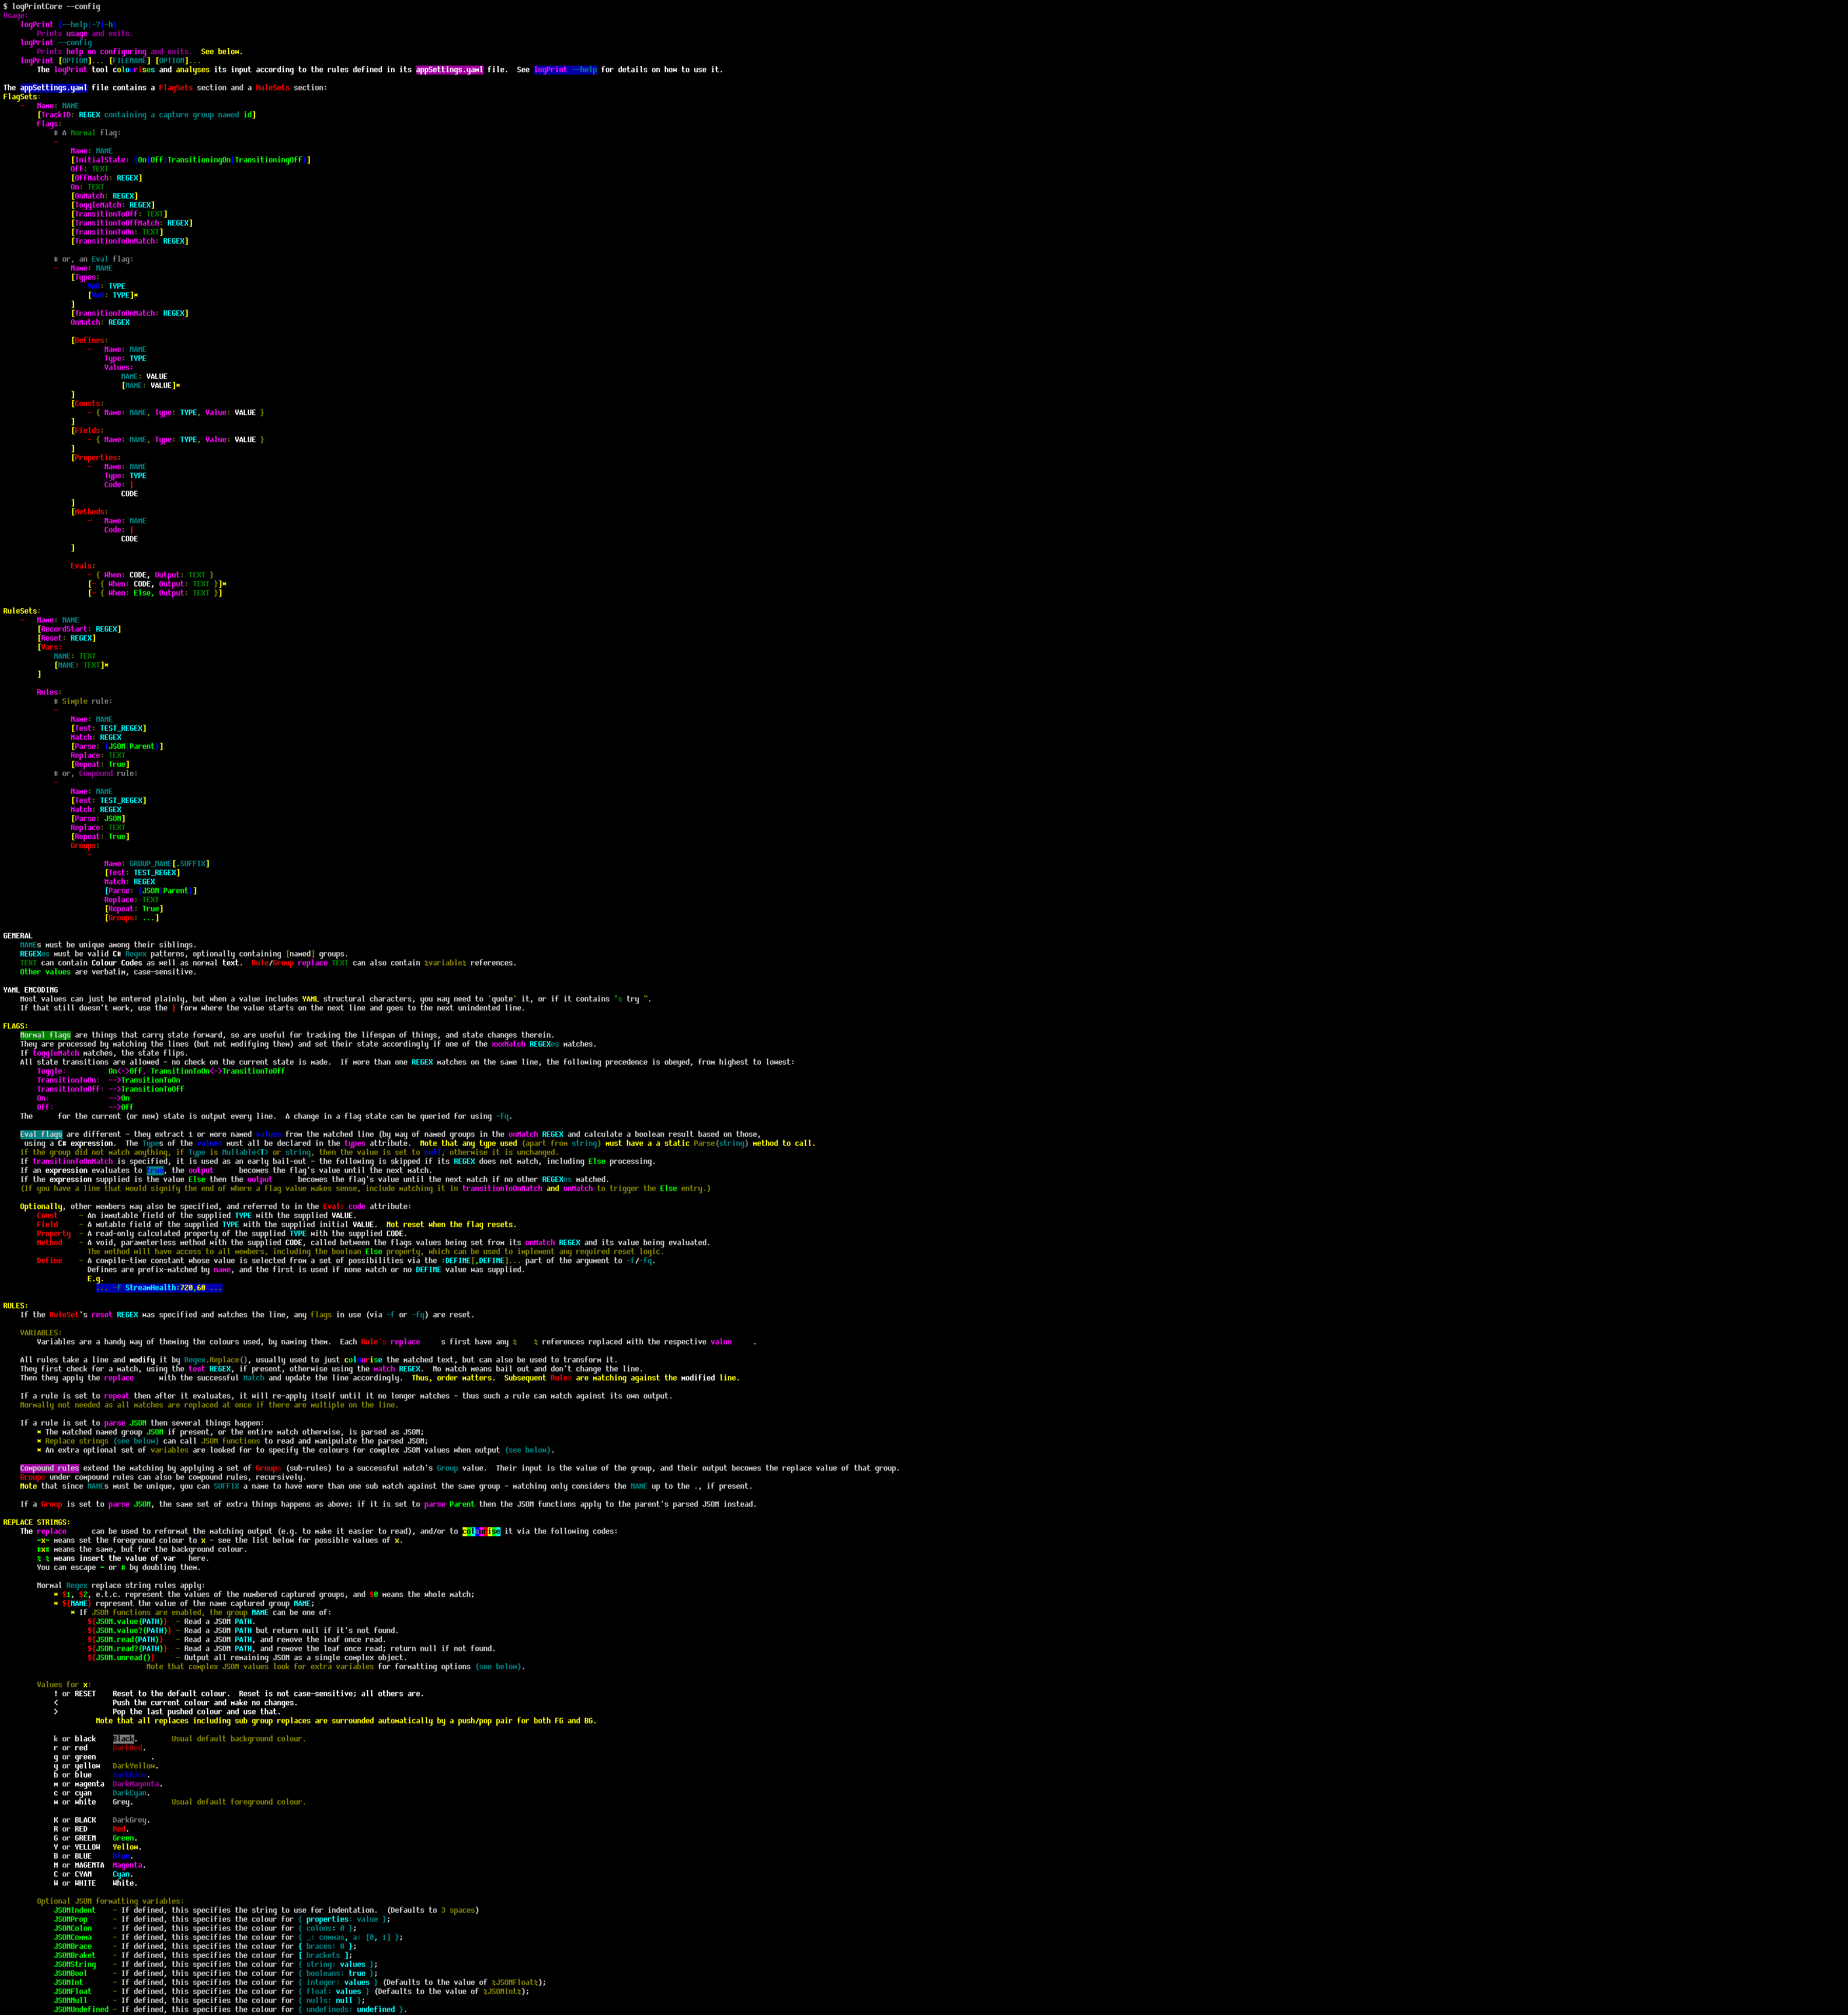 $ logPrintCore --config
Usage:
    logPrint {--help|-?|-h}
        Prints usage and exits.
    logPrint --config
        Prints help on configuring and exits.  See below.
    logPrint [OPTION]... [FILENAME] [OPTION]...
        The logPrint tool colourises and analyses its input according to the rules defined in its appSettings.yaml file.  See logPrint --help for details on how to use it.

The appSettings.yaml file contains a FlagSets section and a RuleSets section:
FlagSets:
    -   Name: NAME
        [TrackID: REGEX containing a capture group named id]
        Flags:
            # A Normal flag:
            -
                Name: NAME
                [InitialState: {On|Off|TransitioningOn|TransitioningOff}]
                Off: TEXT
                [OffMatch: REGEX]
                On: TEXT
                [OnMatch: REGEX]
                [ToggleMatch: REGEX]
                [TransitionToOff: TEXT]
                [TransitionToOffMatch: REGEX]
                [TransitionToOn: TEXT]
                [TransitionToOnMatch: REGEX]

            # or, an Eval flag:
            -   Name: NAME
                [Types:
                    VAR: TYPE
                    [VAR: TYPE]*
                ]
                [TransitionToOnMatch: REGEX]
                OnMatch: REGEX

                [Defines:
                    -   Name: NAME
                        Type: TYPE
                        Values:
                            NAME: VALUE
                            [NAME: VALUE]*
                ]
                [Consts:
                    - { Name: NAME, Type: TYPE, Value: VALUE }
                ]
                [Fields:
                    - { Name: NAME, Type: TYPE, Value: VALUE }
                ]
                [Properties:
                    -   Name: NAME
                        Type: TYPE
                        Code: |
                            CODE
                ]
                [Methods:
                    -   Name: NAME
                        Code: |
                            CODE
                ]

                Evals:
                    - { When: CODE, Output: TEXT }
                    [- { When: CODE, Output: TEXT }]*
                    [- { When: Else, Output: TEXT }]

RuleSets:
    -   Name: NAME
        [RecordStart: REGEX]
        [Reset: REGEX]
        [Vars:
            NAME: TEXT
            [NAME: TEXT]*
        ]

        Rules:
            # Simple rule:
            -
                Name: NAME
                [Test: TEST_REGEX]
                Match: REGEX
                [Parse: {JSON|Parent}]
                Replace: TEXT
                [Repeat: True]
            # or, Compound rule:
            -
                Name: NAME
                [Test: TEST_REGEX]
                Match: REGEX
                [Parse: JSON]
                Replace: TEXT
                [Repeat: True]
                Groups:
                    -
                        Name: GROUP_NAME[.SUFFIX]
                        [Test: TEST_REGEX]
                        Match: REGEX
                        [Parse: {JSON|Parent}]
                        Replace: TEXT
                        [Repeat: True]
                        [Groups: ...]

GENERAL
    NAMEs must be unique among their siblings.
    REGEXes must be valid C# Regex patterns, optionally containing [named] groups.
    TEXT can contain Colour Codes as well as normal text.  Rule/Group replace TEXT can also contain %variable% references.
    Other values are verbatim, case-sensitive.

YAML ENCODING
    Most values can just be entered plainly, but when a value includes YAML structural characters, you may need to 'quote' it, or if it contains 's try ".
    If that still doesn't work, use the | form where the value starts on the next line and goes to the next unindented line.

FLAGS:
    Normal flags are things that carry state forward, so are useful for tracking the lifespan of things, and state changes therein.
    They are processed by matching the lines (but not modifying them) and set their state accordingly if one of the xxxMatch REGEXes matches.
    If toggleMatch matches, the state flips.
    All state transitions are allowed - no check on the current state is made.  If more than one REGEX matches on the same line, the following precedence is obeyed, from highest to lowest:
        Toggle:          On<->Off, TransitionToOn<->TransitionToOff
        TransitionToOn:  -->TransitionToOn
        TransitionToOff: -->TransitionToOff
        On:              -->On
        Off:             -->Off
    The      for the current (or new) state is output every line.  A change in a flag state can be queried for using -fq.

    Eval flags are different - they extract 1 or more named values from the matched line (by way of named groups in the onMatch REGEX and calculate a boolean result based on those,
     using a C# expression.  The Types of the values must all be declared in the types attribute.  Note that any type used (apart from string) must have a a static Parse(string) method to call.
    If the group did not match anything, if Type is Nullable<T> or string, then the value is set to null, otherwise it is unchanged.
    If transitionToOnMatch is specified, it is used as an early bail-out - the following is skipped if its REGEX does not match, including Else processing.
    If an expression evaluates to true, the output      becomes the flag's value until the next match.
    If the expression supplied is the value Else then the output      becomes the flag's value until the next match if no other REGEXes matched.
    (If you have a line that would signify the end of where a flag value makes sense, include matching it in transitionToOnMatch and onMatch to trigger the Else entry.)

    Optionally, other members may also be specified, and referred to in the Evals code attribute:
        Const     - An immutable field of the supplied TYPE with the supplied VALUE.
        Field     - A mutable field of the supplied TYPE with the supplied initial VALUE.  Not reset when the flag resets.
        Property  - A read-only calculated property of the supplied TYPE with the supplied CODE.
        Method    - A void, parameterless method with the supplied CODE, called between the flags values being set from its onMatch REGEX and its value being evaluated.
                    The method will have access to all members, including the boolean Else property, which can be used to implement any required reset logic.
        Define    - A compile-time constant whose value is selected from a set of possibilities via the :DEFINE[,DEFINE]... part of the argument to -f/-fq.
                    Defines are prefix-matched by name, and the first is used if none match or no DEFINE value was supplied.
                    E.g.
                      ... -f StreamHealth:720,60 ...

RULES:
    If the RuleSet's reset REGEX was specified and matches the line, any flags in use (via -f or -fq) are reset.

    VARIABLES:
        Variables are a handy way of theming the colours used, by naming them.  Each Rule's replace     s first have any %    % references replaced with the respective value     .

    All rules take a line and modify it by Regex.Replace(), usually used to just colourise the matched text, but can also be used to transform it.
    They first check for a match, using the test REGEX, if present, otherwise using the match REGEX.  No match means bail out and don't change the line.
    Then they apply the replace      with the successful Match and update the line accordingly.  Thus, order matters.  Subsequent Rules are matching against the modified line.

    If a rule is set to repeat then after it evaluates, it will re-apply itself until it no longer matches - thus such a rule can match against its own output.
    Normally not needed as all matches are replaced at once if there are multiple on the line.

    If a rule is set to parse JSON then several things happen:
        * The matched named group JSON if present, or the entire match otherwise, is parsed as JSON;
        * Replace strings (see below) can call JSON functions to read and manipulate the parsed JSON;
        * An extra optional set of variables are looked for to specify the colours for complex JSON values when output (see below).

    Compound rules extend the matching by applying a set of Groups (sub-rules) to a successful match's Group value.  Their input is the value of the group, and their output becomes the replace value of that group.
    Groups under compound rules can also be compound rules, recursively.
    Note that since NAMEs must be unique, you can SUFFIX a name to have more than one sub match against the same group - matching only considers the NAME up to the ., if present.

    If a Group is set to parse JSON, the same set of extra things happens as above; if it is set to parse Parent then the JSON functions apply to the parent's parsed JSON instead.

REPLACE STRINGS:
    The replace      can be used to reformat the matching output (e.g. to make it easier to read), and/or to colourise it via the following codes:
        ~x~ means set the foreground colour to x - see the list below for possible values of x.
        #x# means the same, but for the background colour.
        % % means insert the value of var   here.
        You can escape ~ or # by doubling them.

        Normal Regex replace string rules apply:
            * $1, $2, e.t.c. represent the values of the numbered captured groups, and $0 means the whole match;
            * ${NAME} represent the value of the name captured group NAME;
                * If JSON functions are enabled, the group NAME can be one of:
                    ${JSON.value(PATH)}  - Read a JSON PATH.
                    ${JSON.value?(PATH)} - Read a JSON PATH but return null if it's not found.
                    ${JSON.read(PATH)}   - Read a JSON PATH, and remove the leaf once read.
                    ${JSON.read?(PATH)}  - Read a JSON PATH, and remove the leaf once read; return null if not found.
                    ${JSON.unread()}     - Output all remaining JSON as a single complex object.
                                  Note that complex JSON values look for extra variables for formatting options (see below).

        Values for x:
            ! or RESET    Reset to the default colour.  Reset is not case-sensitive; all others are.
            <             Push the current colour and make no changes.
            >             Pop the last pushed colour and use that.
                      Note that all replaces including sub group replaces are surrounded automatically by a push/pop pair for both FG and BG.

            k or black    Black.        Usual default background colour.
            r or red      DarkRed.
            g or green             .
            y or yellow   DarkYellow.
            b or blue     DarkBlue.
            m or magenta  DarkMagenta.
            c or cyan     DarkCyan.
            w or white    Grey.         Usual default foreground colour.

            K or BLACK    DarkGrey.
            R or RED      Red.
            G or GREEN    Green.
            Y or YELLOW   Yellow.
            B or BLUE     Blue.
            M or MAGENTA  Magenta.
            C or CYAN     Cyan.
            W or WHITE    White.

        Optional JSON formatting variables:
            JSONIndent    - If defined, this specifies the string to use for indentation.  (Defaults to 3 spaces)
            JSONProp      - If defined, this specifies the colour for { properties: value };
            JSONColon     - If defined, this specifies the colour for { colons: 0 };
            JSONComma     - If defined, this specifies the colour for { _: commas, a: [0, 1] };
            JSONBrace     - If defined, this specifies the colour for { braces: 0 };
            JSONBraket    - If defined, this specifies the colour for [ brackets ];
            JSONString    - If defined, this specifies the colour for { string: values };
            JSONBool      - If defined, this specifies the colour for { booleans: true };
            JSONInt       - If defined, this specifies the colour for { integer: values } (Defaults to the value of %JSONFloat%);
            JSONFloat     - If defined, this specifies the colour for { float: values } (Defaults to the value of %JSONInt%);
            JSONNull      - If defined, this specifies the colour for { nulls: null };
            JSONUndefined - If defined, this specifies the colour for { undefineds: undefined }.